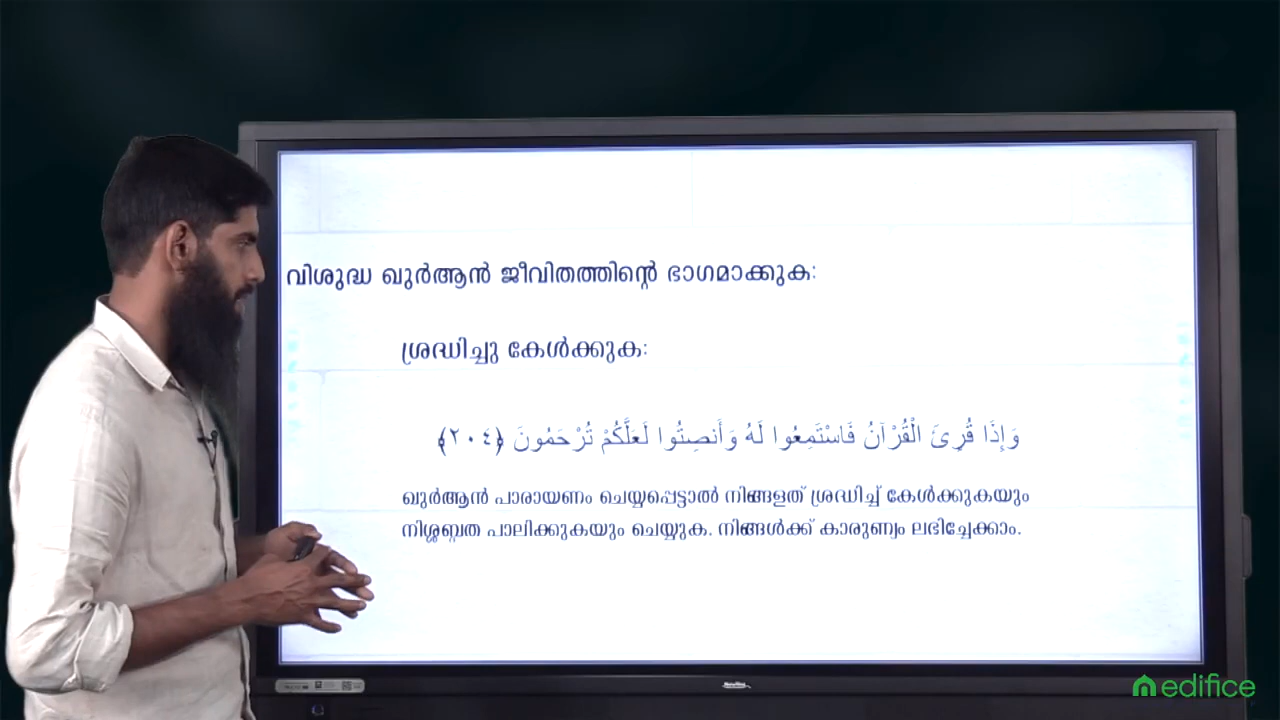 വിശുദ്ധ ഖുർആൻ ജീവിതത്തിന്റെ ഭാഗമാക്കുക:
ശ്രദ്ധിച്ചു കേൾക്കുക:
وَإِذَا قُرِئَ الْقُرْآنُ فَاسْتَمِعُوا لَهُ وَأَنصِتُوا لَعَلَّكُمْ تُرْحَمُونَ ﴿٢٠٤﴾
ഖുർആൻ പാരായണം ചെയ്യപ്പെട്ടാൽ നിങ്ങളത് ശ്രദ്ധിച്ച് കേൾക്കുകയും
നിശ്ശബ്ദത പാലിക്കുകയും ചെയ്യുക. നിങ്ങൾക്ക് കാരുണ്യം ലഭിച്ചേക്കാം.
edifice